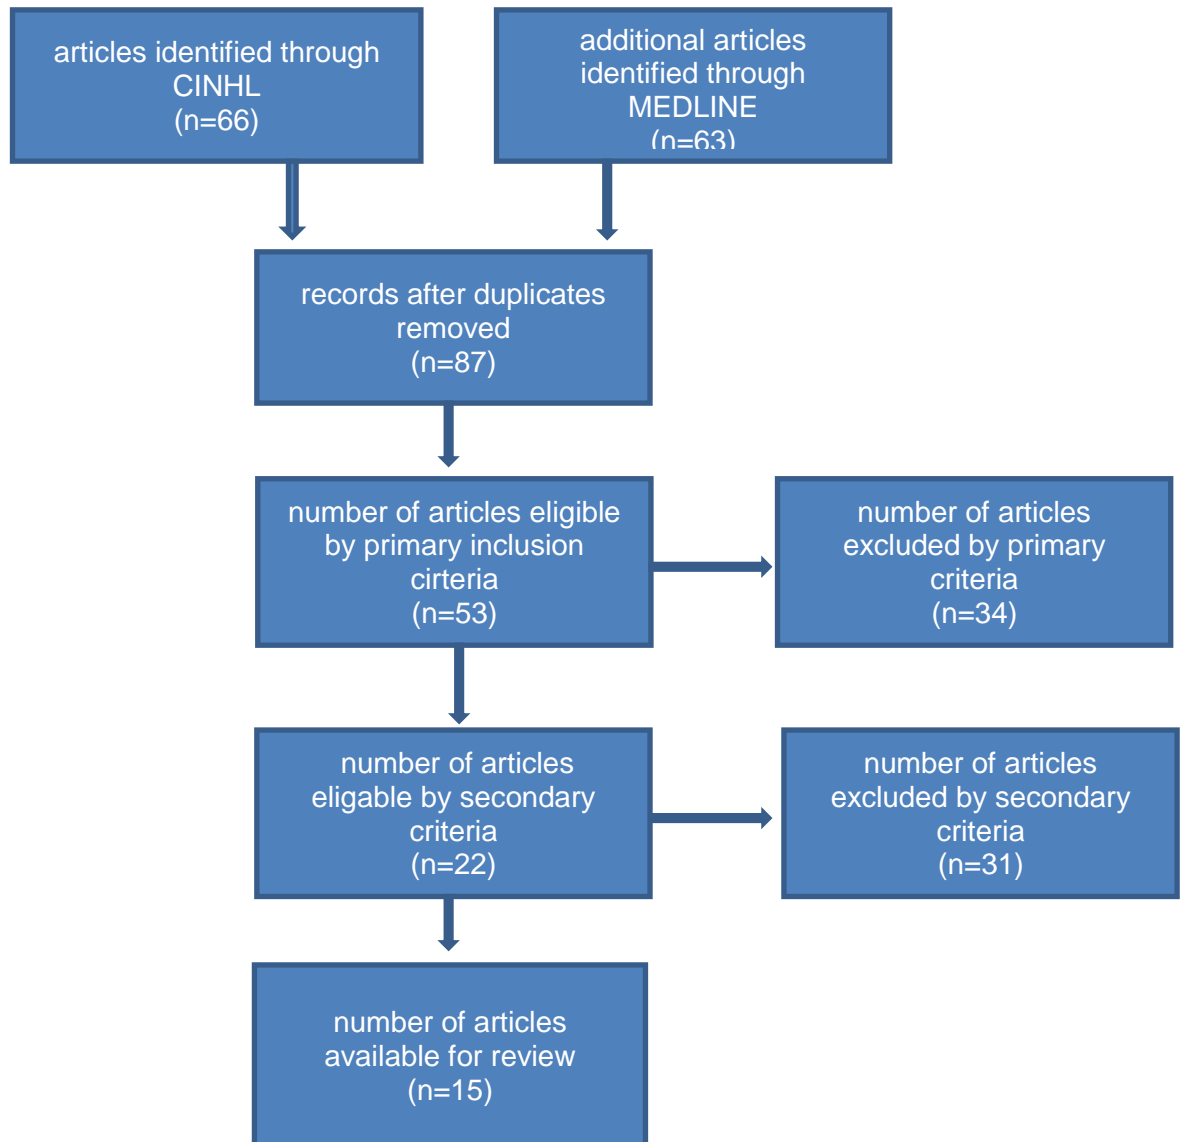 articles identified through
CINHL
(n=66)
additional articles
identified through
MEDLINE
(n=63)
records after duplicates
removed
(n=87)
number of articles eligible
by primary inclusion
cirteria
(n=53)
number of articles
excluded by primary
criteria
(n=34)
number of articles
eligable by secondary
criteria
(n=22)
number of articles
excluded by secondary
criteria
(n=31)
number of articles
available for review
(n=15)